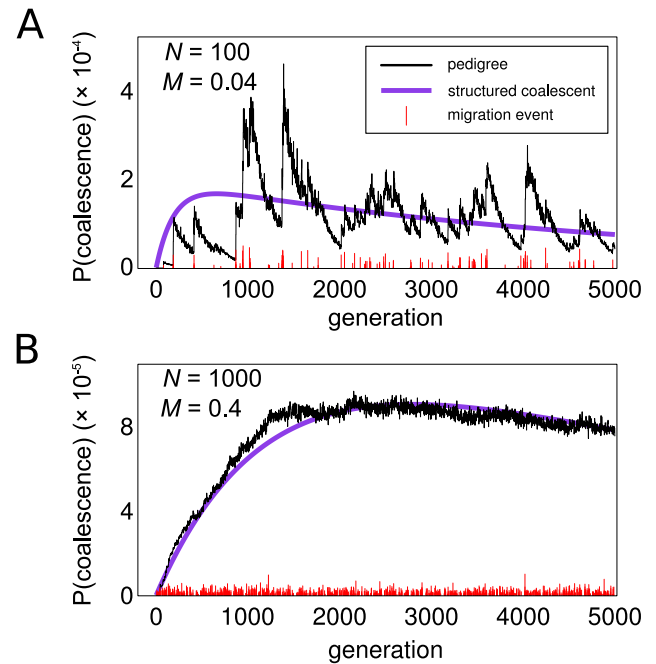 A
N = 100
M = 0.04
P(coalescence) (× 10⁻⁴)
4
2
0
pedigree
structured coalescent
migration event
0 1000 2000 3000 4000 5000
generation
B
N = 1000
M = 0.4
P(coalescence) (× 10⁻⁵)
8
4
0
0 1000 2000 3000 4000 5000
generation